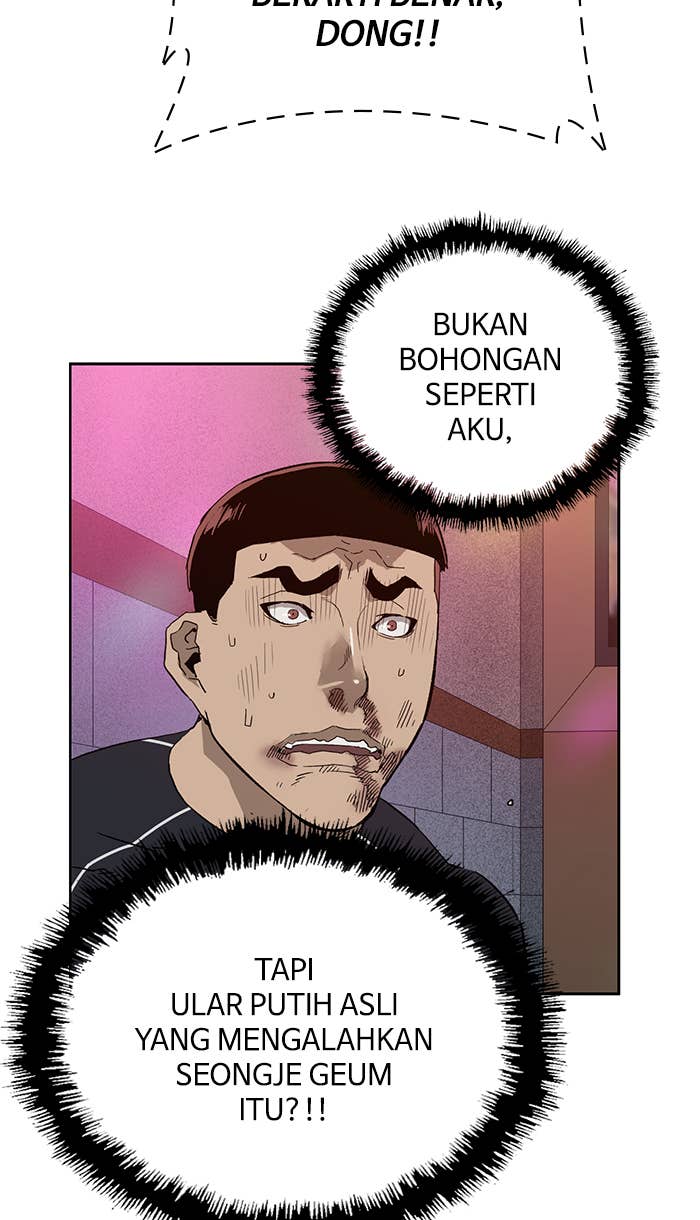 DONG!!
BUKAN
BOHONGAN
SEPERTI
AKU,
TAPI
ULAR PUTIH ASLI
YANG MENGALAHKAN
SEONGJE GEUM
ITU?!!